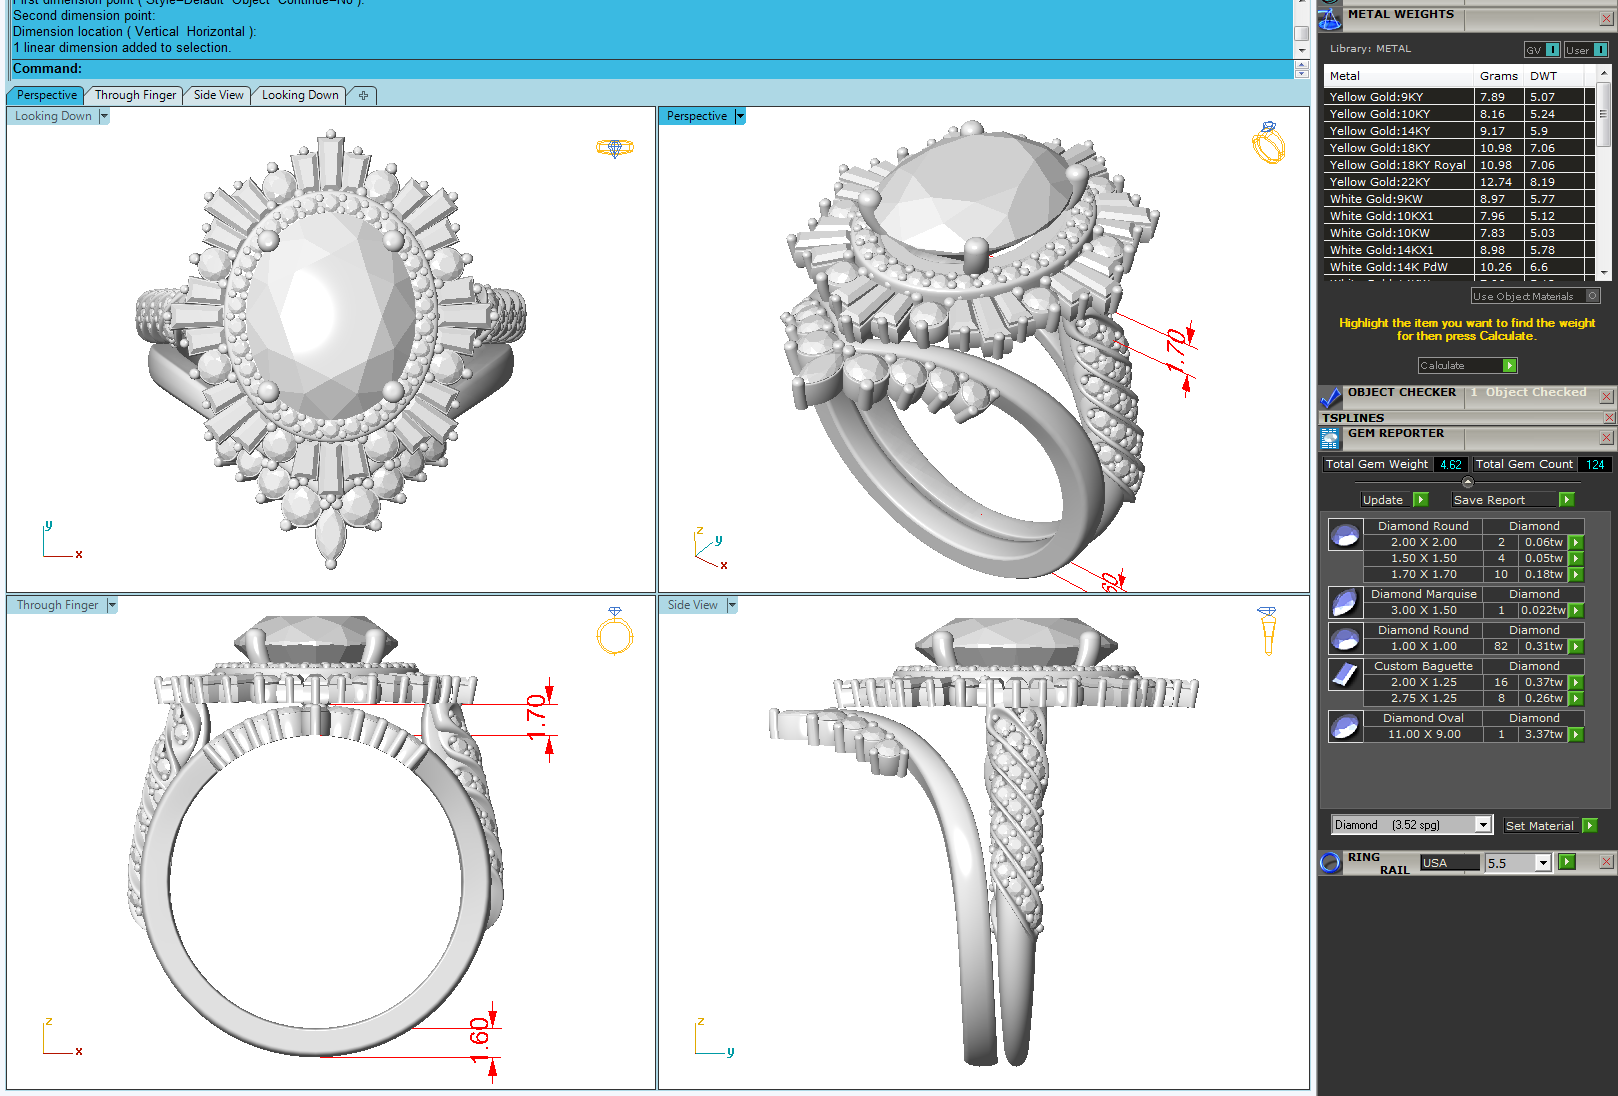 First dimension point ( Style=Default Object Continue=No ):
Second dimension point:
Dimension location ( Vertical Horizontal ):
1 linear dimension added to selection.
Command:
Perspective Through Finger Side View Looking Down
Looking Down
Perspective
1.70
60
y
x
z
y
x
Through Finger
Side View
1.70
1.60
z
x
z
y
METAL WEIGHTS
Library: METAL GV I User I
Metal Grams DWT
Yellow Gold:9KY 7.89 5.07
Yellow Gold:10KY 8.16 5.24
Yellow Gold:14KY 9.17 5.9
Yellow Gold:18KY 10.98 7.06
Yellow Gold:18KY Royal 10.98 7.06
Yellow Gold:22KY 12.74 8.19
White Gold:9KW 8.97 5.77
White Gold:10KX1 7.96 5.12
White Gold:10KW 7.83 5.03
White Gold:14KX1 8.98 5.78
White Gold:14K PdW 10.26 6.6
Use Object Materials O
Highlight the item you want to find the weight
for then press Calculate.
Calculate
OBJECT CHECKER 1 Object Checked
TSPLINES
GEM REPORTER
Total Gem Weight 4.62 Total Gem Count 124
Update Save Report
Diamond Round Diamond
2.00 X 2.00 2 0.06tw
1.50 X 1.50 4 0.05tw
1.70 X 1.70 10 0.18tw
Diamond Marquise Diamond
3.00 X 1.50 1 0.022tw
Diamond Round Diamond
1.00 X 1.00 82 0.31tw
Custom Baguette Diamond
2.00 X 1.25 16 0.37tw
2.75 X 1.25 8 0.26tw
Diamond Oval Diamond
11.00 X 9.00 1 3.37tw
Diamond (3.52 spg) Set Material
RING
RAIL USA 5.5